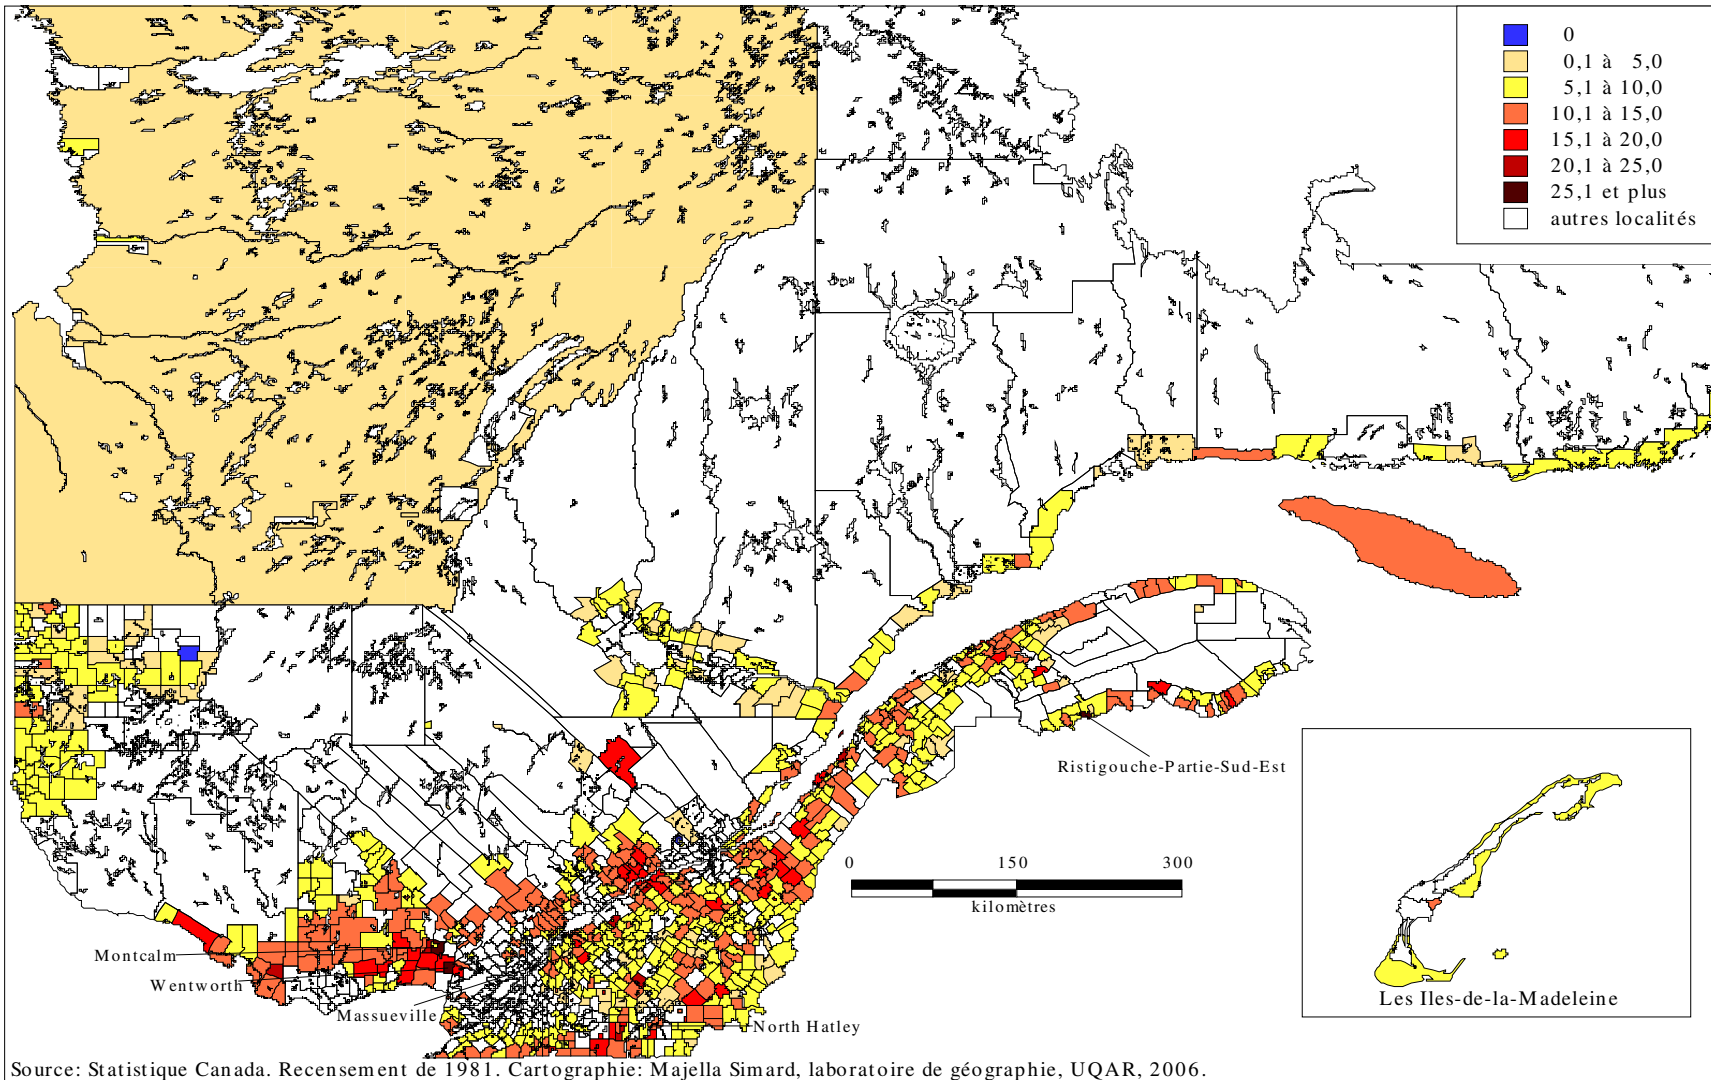 0
0,1 à 5,0
5,1 à 10,0
10,1 à 15,0
15,1 à 20,0
20,1 à 25,0
25,1 et plus
autres localités
Ristigouche-Partie-Sud-Est
0 150 300
kilomètres
Montcalm
Wentworth
Massueville
North Hatley
Les Iles-de-la-Madeleine
Source: Statistique Canada. Recensement de 1981. Cartographie: Majella Simard, laboratoire de géographie, UQAR, 2006.